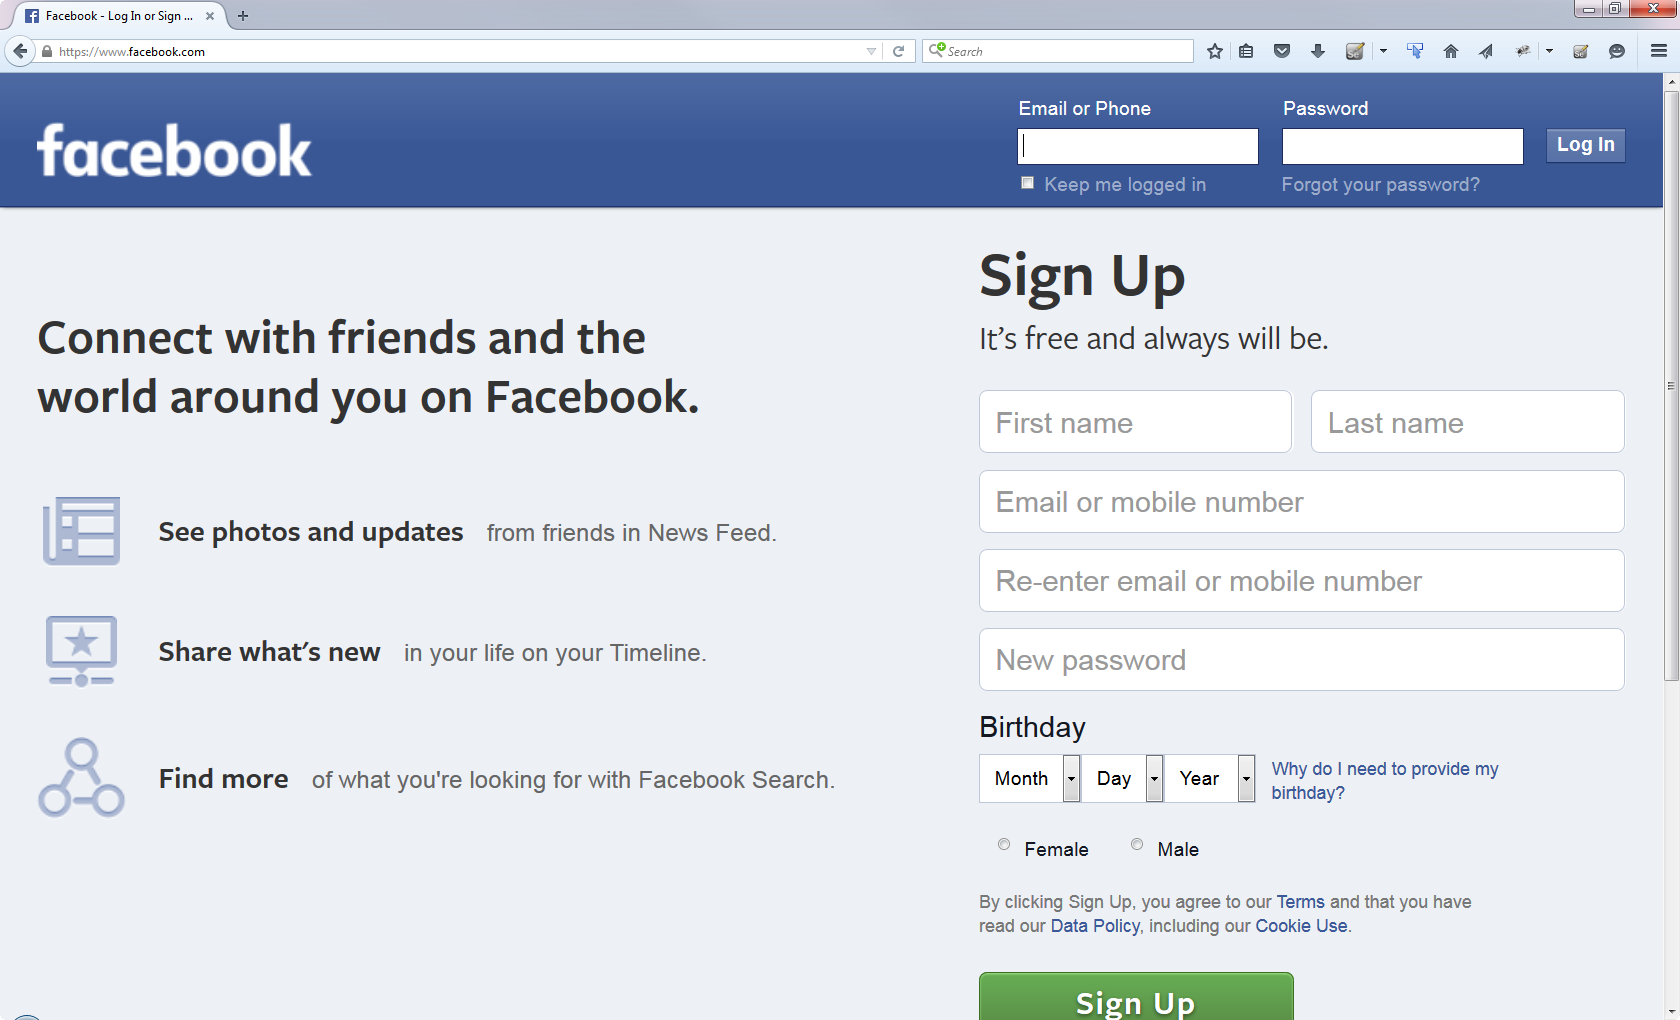 Facebook - Log In or Sign ...
https://www.facebook.com
Search
facebook
Email or Phone
Password
Log In
Keep me logged in
Forgot your password?
Connect with friends and the
world around you on Facebook.
See photos and updates from friends in News Feed.
Share what's new in your life on your Timeline.
Find more of what you're looking for with Facebook Search.
Sign Up
It's free and always will be.
First name
Last name
Email or mobile number
Re-enter email or mobile number
New password
Birthday
Month Day Year
Why do I need to provide my
birthday?
Female Male
By clicking Sign Up, you agree to our Terms and that you have
read our Data Policy, including our Cookie Use.
Sign Up